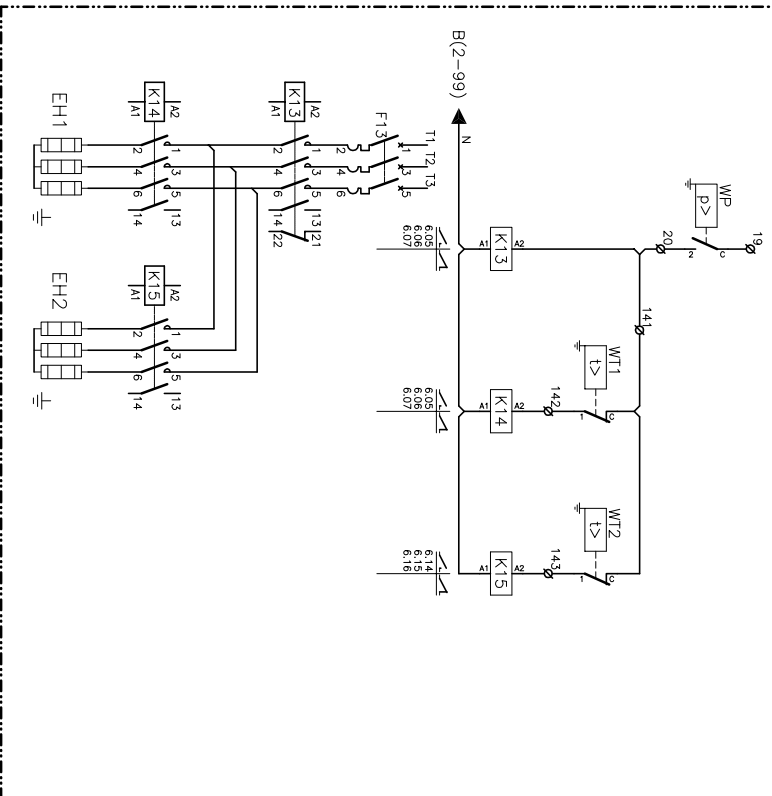 19
WP
p>
2 C
20
B(2-99)
N
T1 T2 T3
F13
1 3 5
2 4 6
K13
A1 A2
1 3 5 13 21
2 4 6 14 22
K14
A1 A2
1 3 5 13
2 4 6 14
EH1
K15
A1 A2
1 3 5 13
2 4 6 14
EH2
A1 K13 A2
6.05
6.06
6.07
141
WT1
t>
1 C
142
A1 K14 A2
6.05
6.06
6.07
WT2
t>
1 C
143
A1 K15 A2
6.14
6.15
6.16